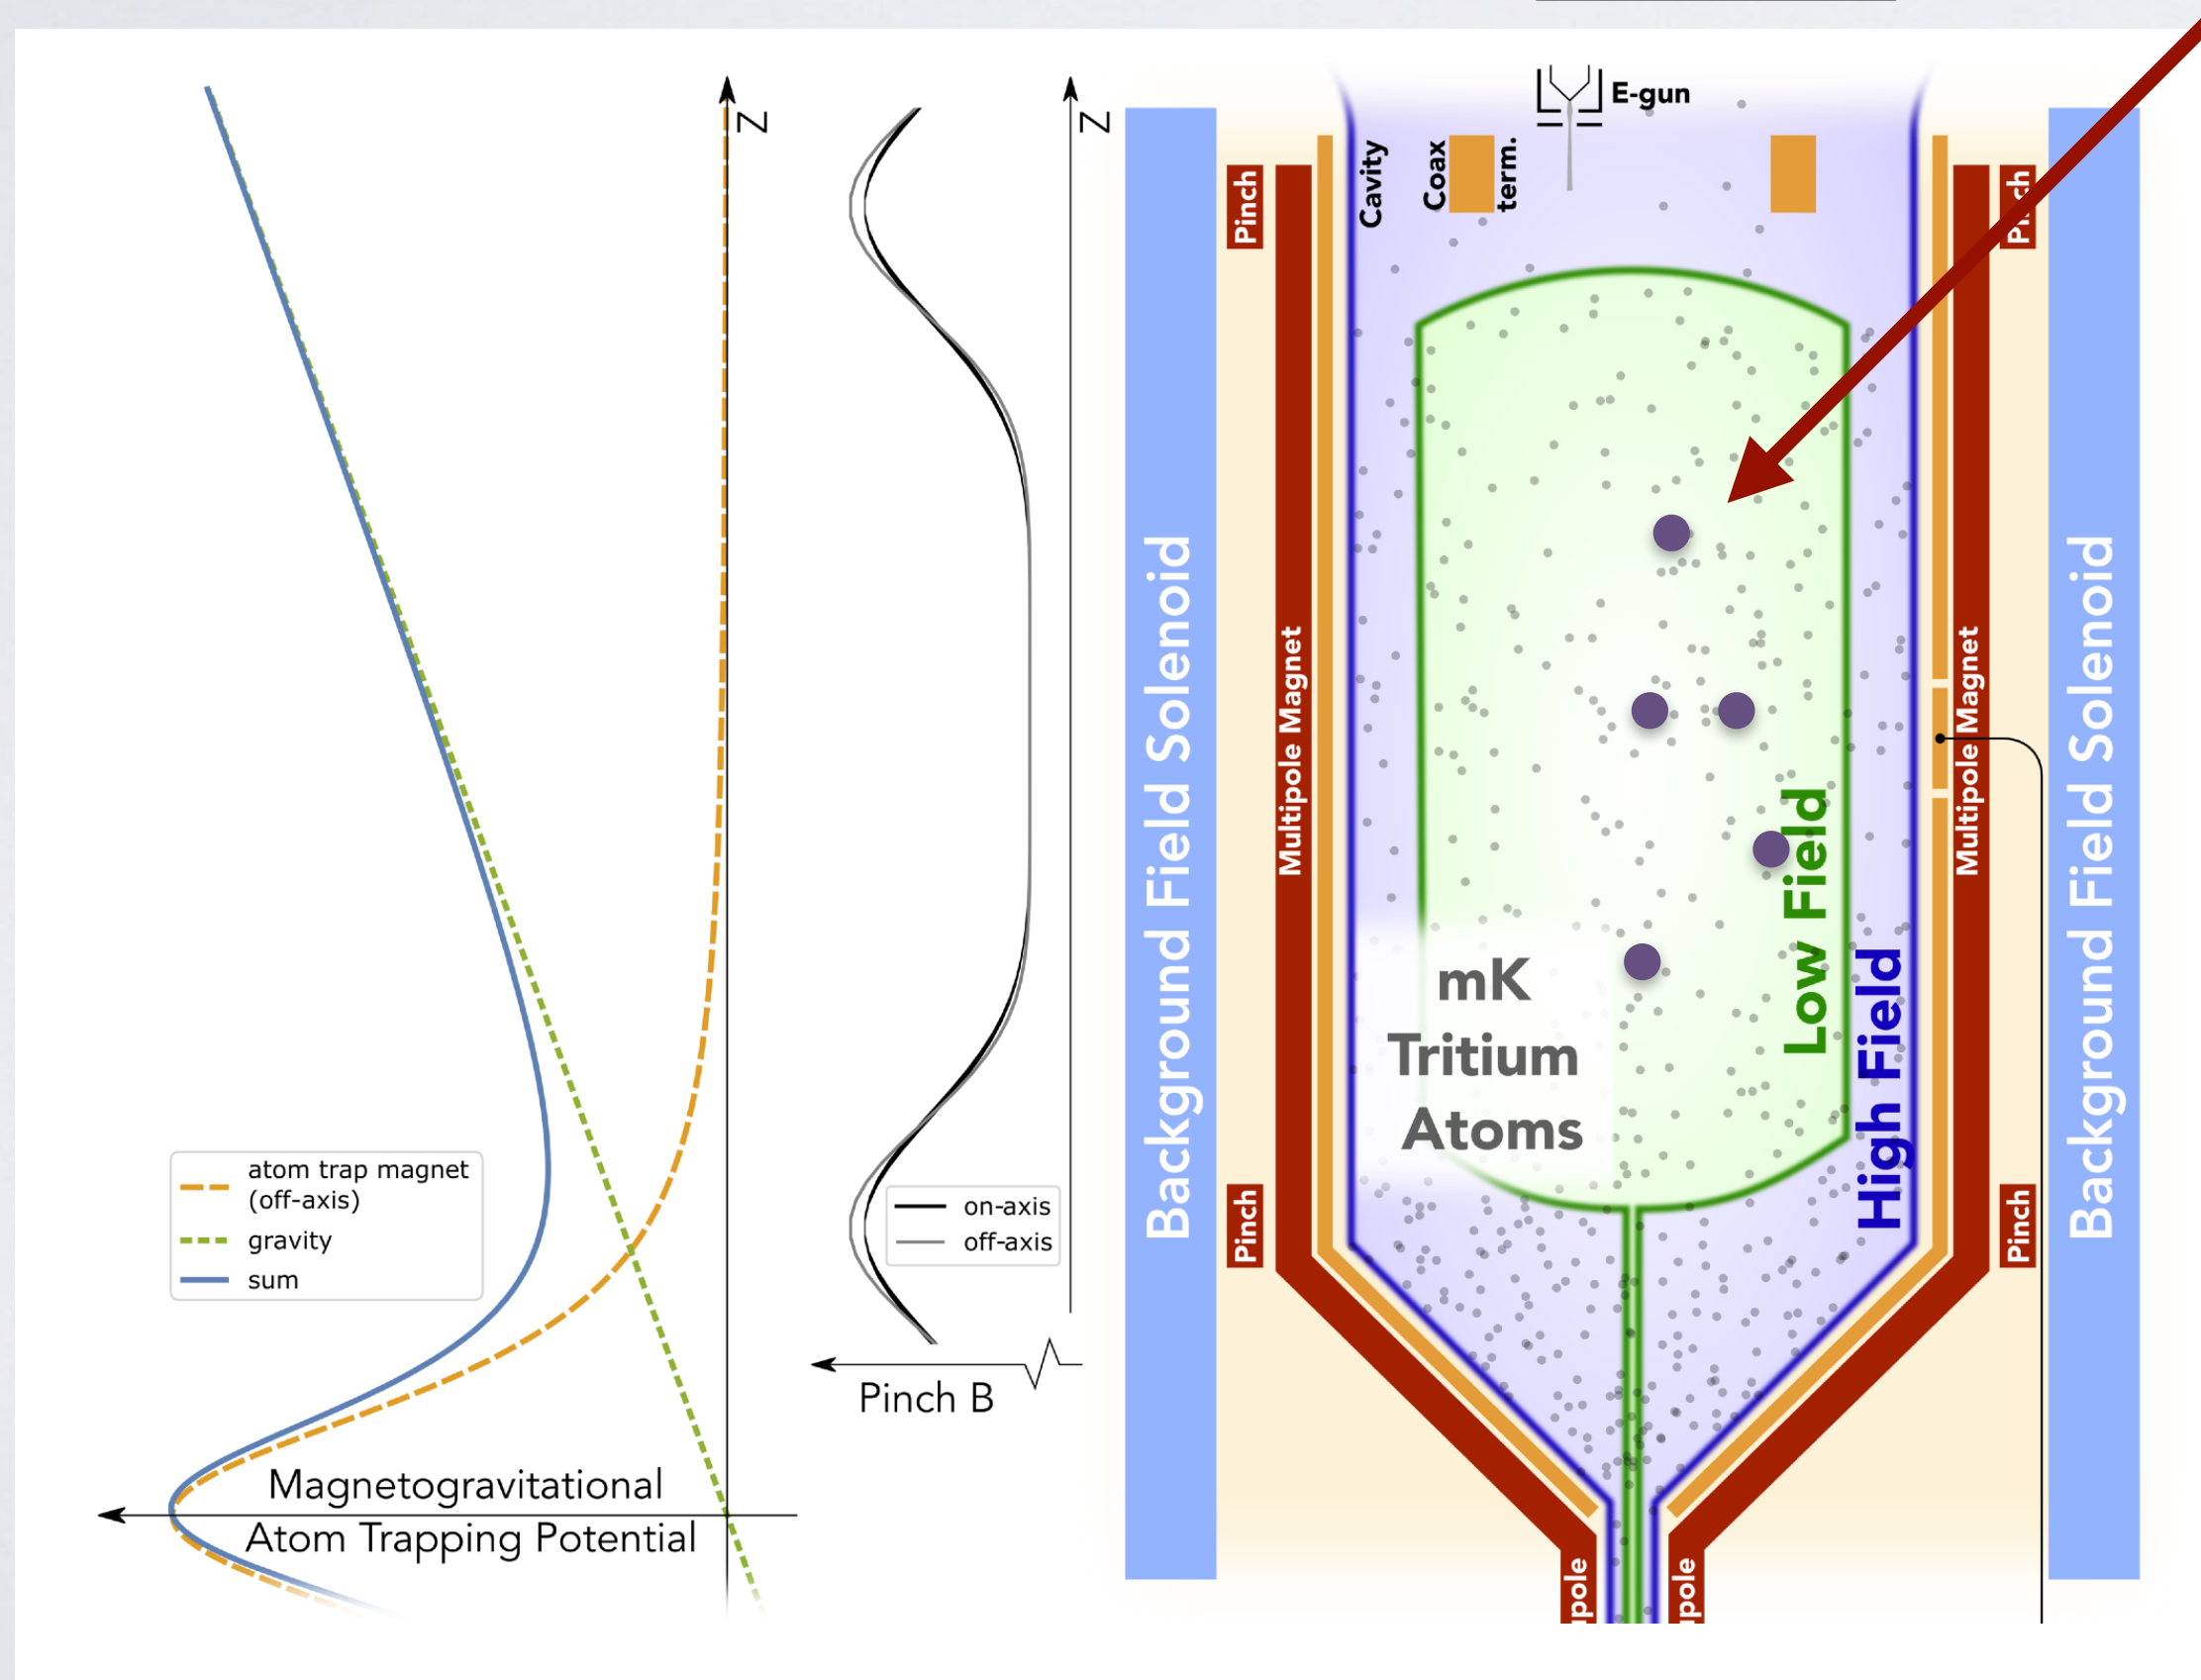 Z
Z
E-gun
Cavity
Coax
term.
Pinch
Pinch
Background Field Solenoid
Multipole Magnet
Multipole Magnet
Background Field Solenoid
Low Field
High Field
mK
Tritium
Atoms
atom trap magnet
(off-axis)
gravity
sum
on-axis
off-axis
Pinch
Pinch
Pinch B
Magnetogravitational
Atom Trapping Potential
pole
pole